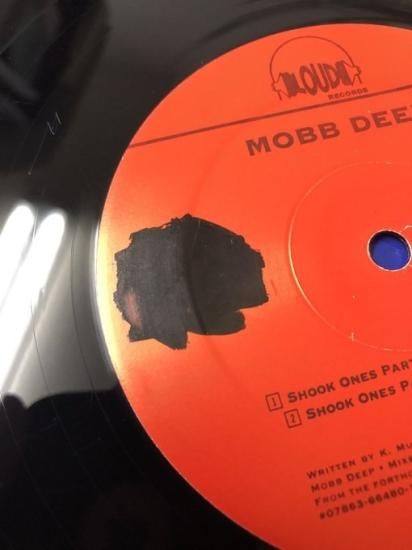 LOUD
RECORDS
MOBB DEE
1 SHOOK ONES PART
2 SHOOK ONES P
WRITTEN BY K. MU
MOBB DEEP • MIXE
FROM THE FORTHC
#07863-66480-